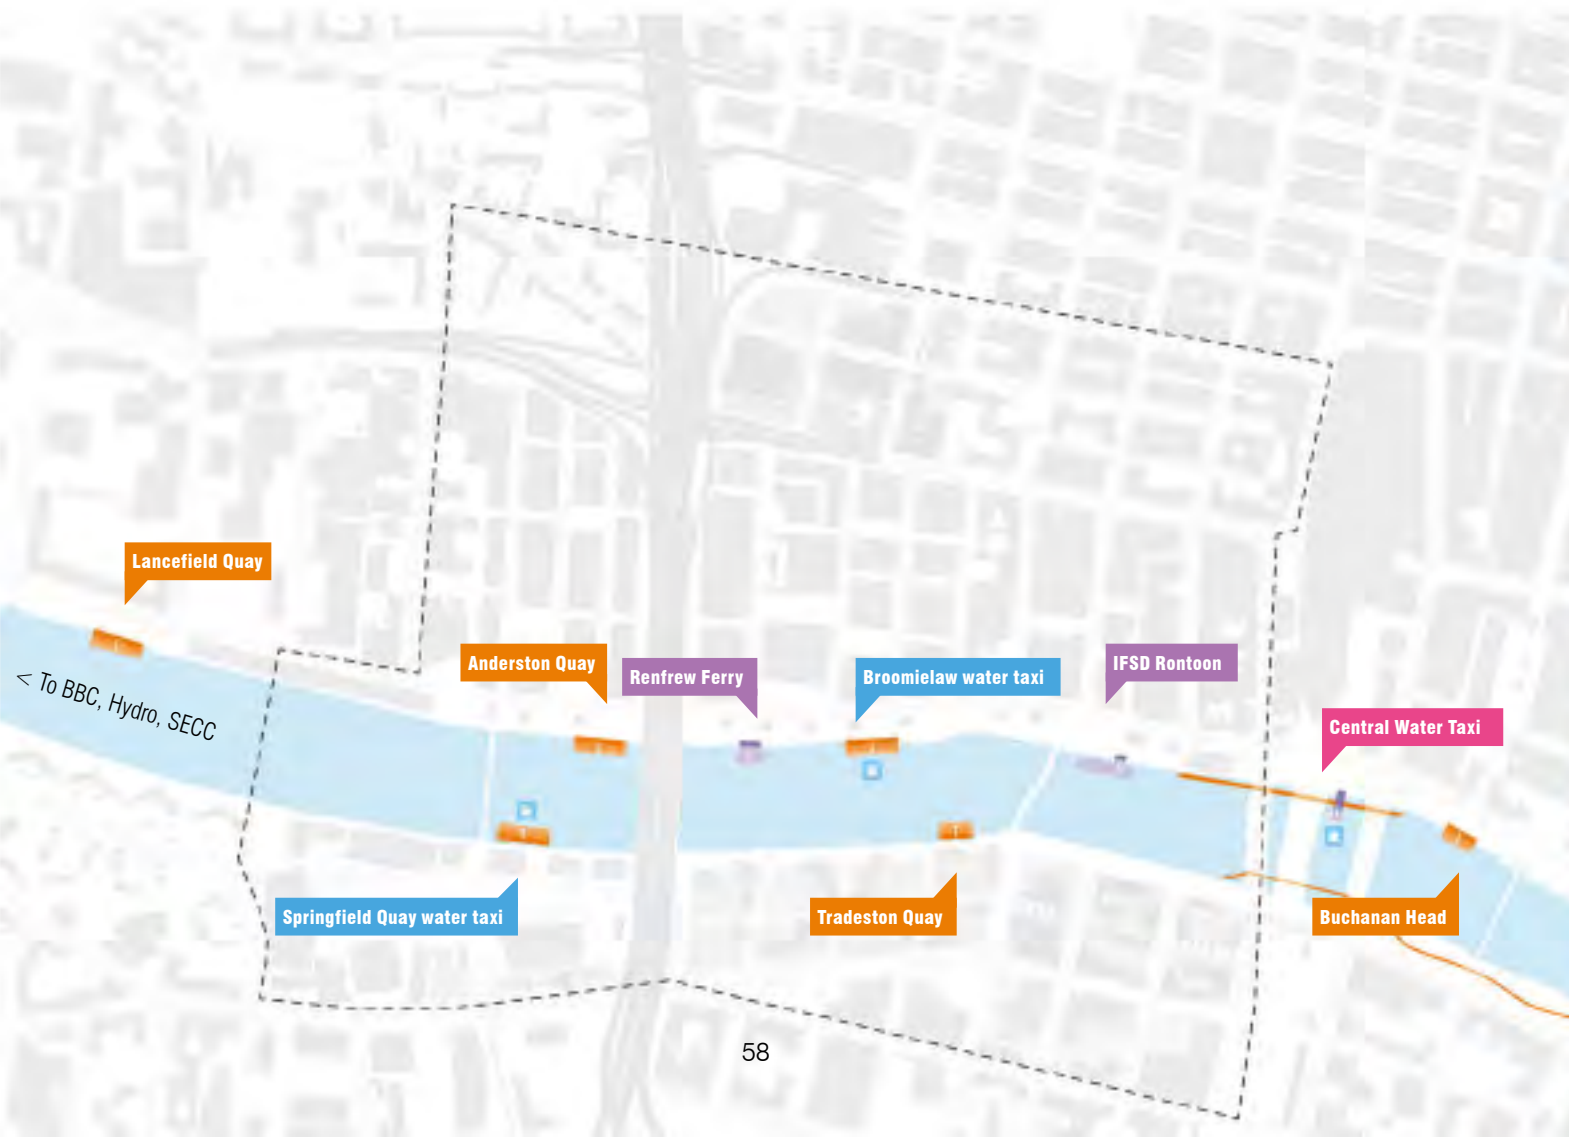 Lancefield Quay
< To BBC, Hydro, SECC
Anderston Quay
Renfrew Ferry
Broomielaw water taxi
IFSD Rontoon
Central Water Taxi
Springfield Quay water taxi
Tradeston Quay
Buchanan Head
58